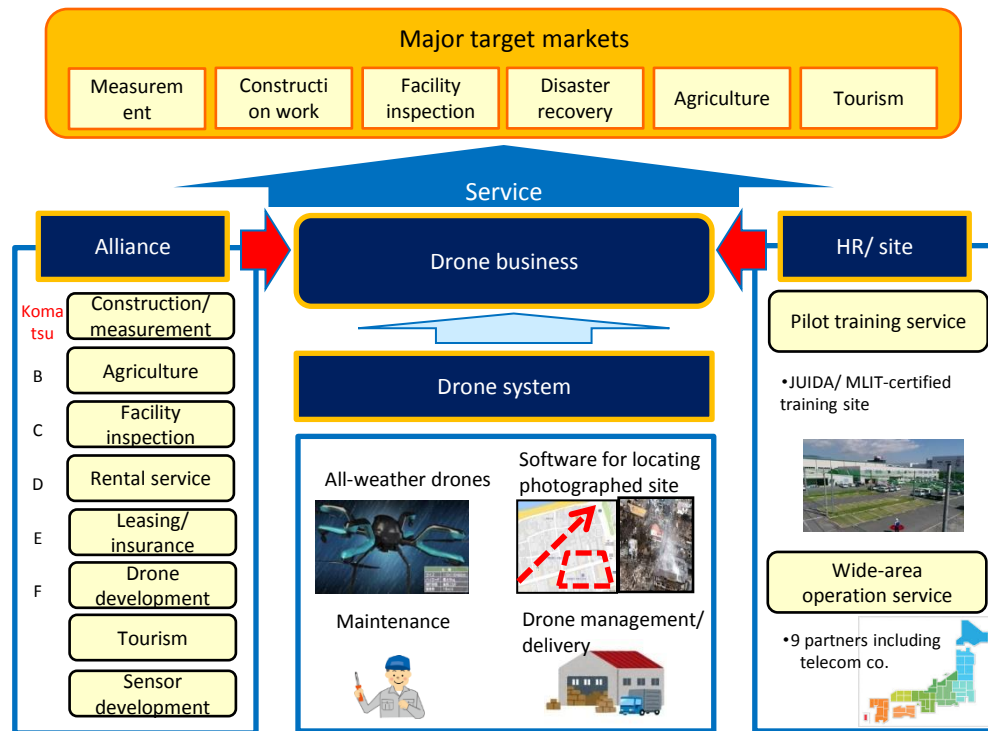 Major target markets
Measurem
ent
Constructi
on work
Facility
inspection
Disaster
recovery
Agriculture
Tourism
Service
Alliance
Drone business
HR/ site
Koma
tsu
Construction/
measurement
B
Agriculture
C
Facility
inspection
D
Rental service
E
Leasing/
insurance
F
Drone
development
Tourism
Sensor
development
Drone system
All-weather drones
Software for locating
photographed site
Maintenance
Drone management/
delivery
Pilot training service
•JUIDA/ MLIT-certified
training site
Wide-area
operation service
•9 partners including
telecom co.